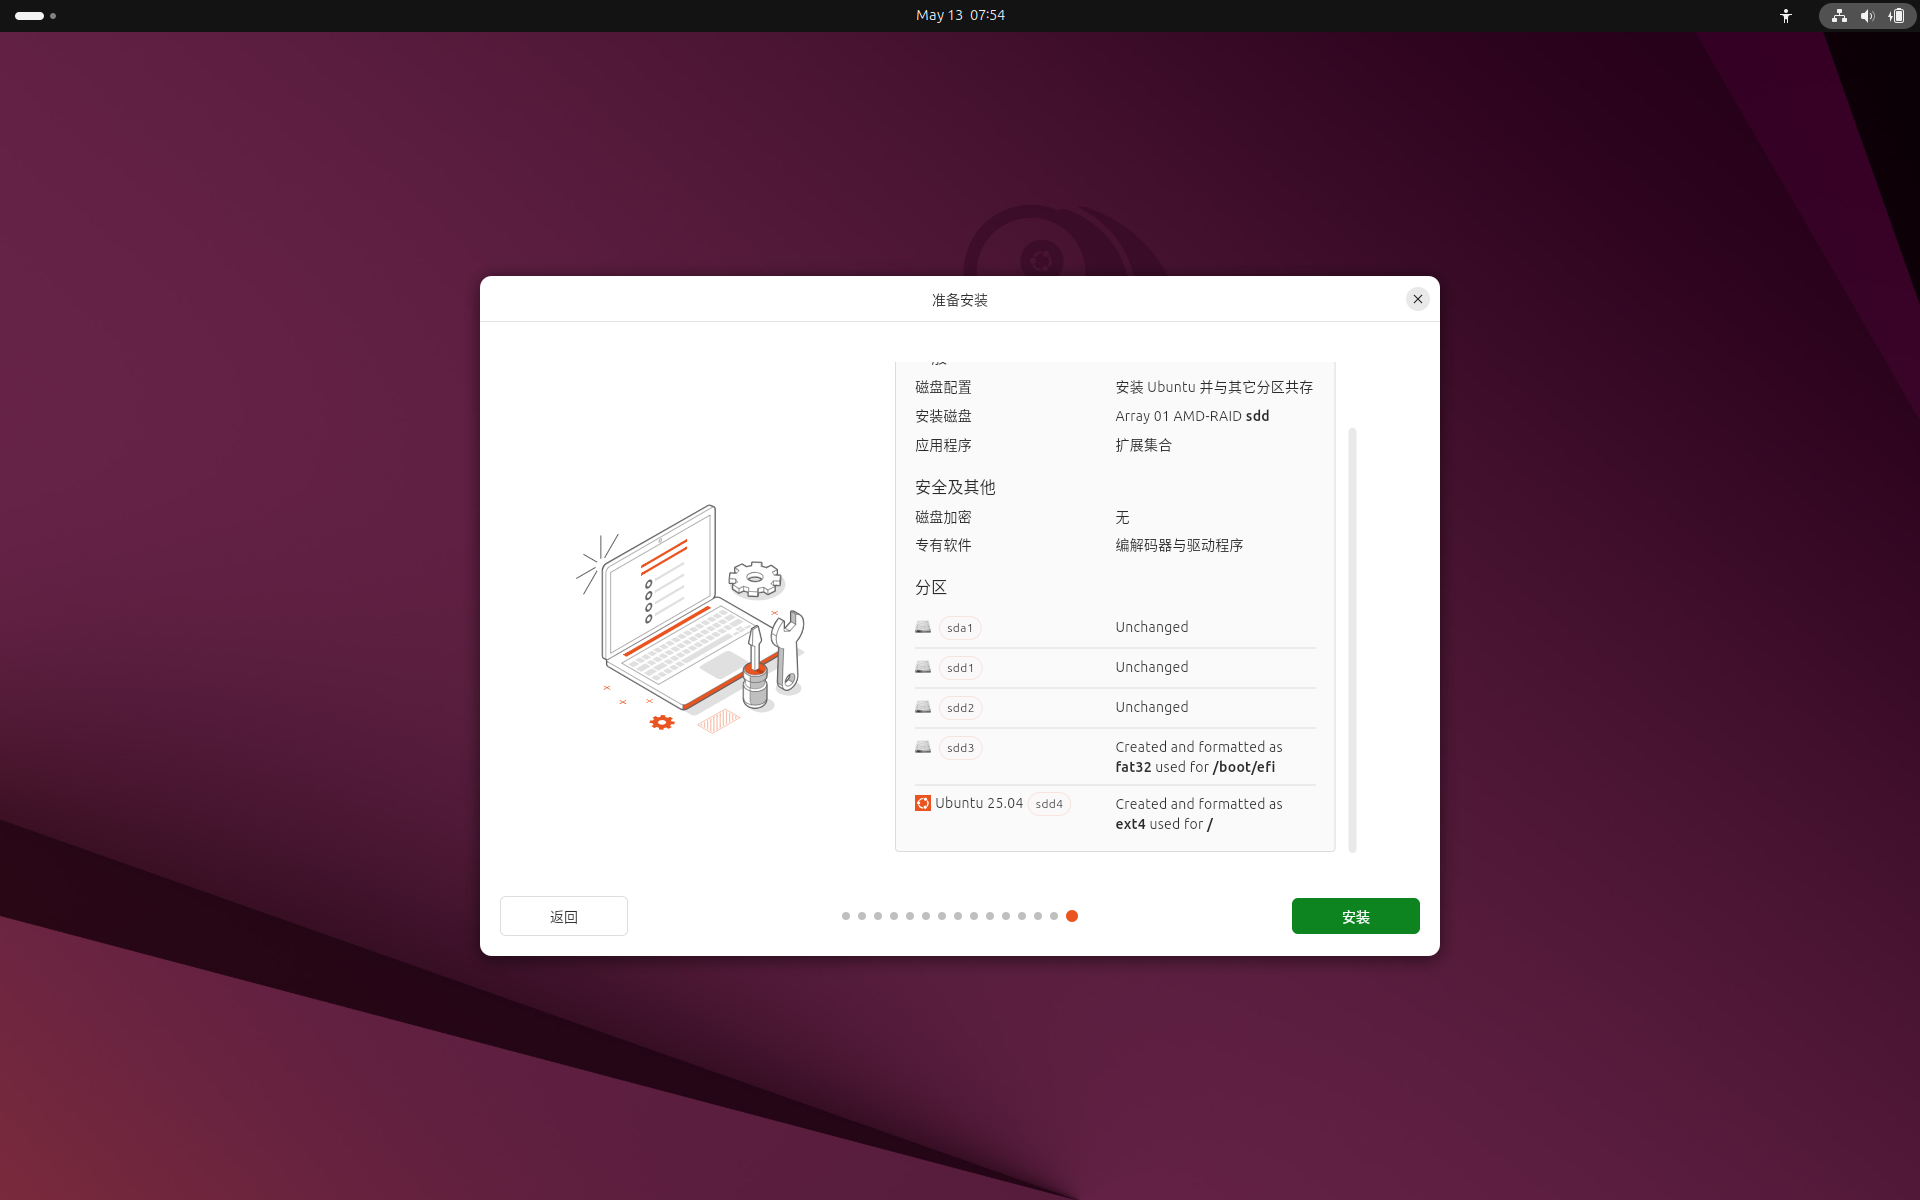 May 13 07:54
准备安装
磁盘配置 安装 Ubuntu 并与其它分区共存
安装磁盘 Array 01 AMD-RAID sdd
应用程序 扩展集合
安全及其他
磁盘加密 无
专有软件 编解码器与驱动程序
分区
sda1 Unchanged
sdd1 Unchanged
sdd2 Unchanged
sdd3 Created and formatted as
fat32 used for /boot/efi
Ubuntu 25.04 sdd4 Created and formatted as
ext4 used for /
返回
安装